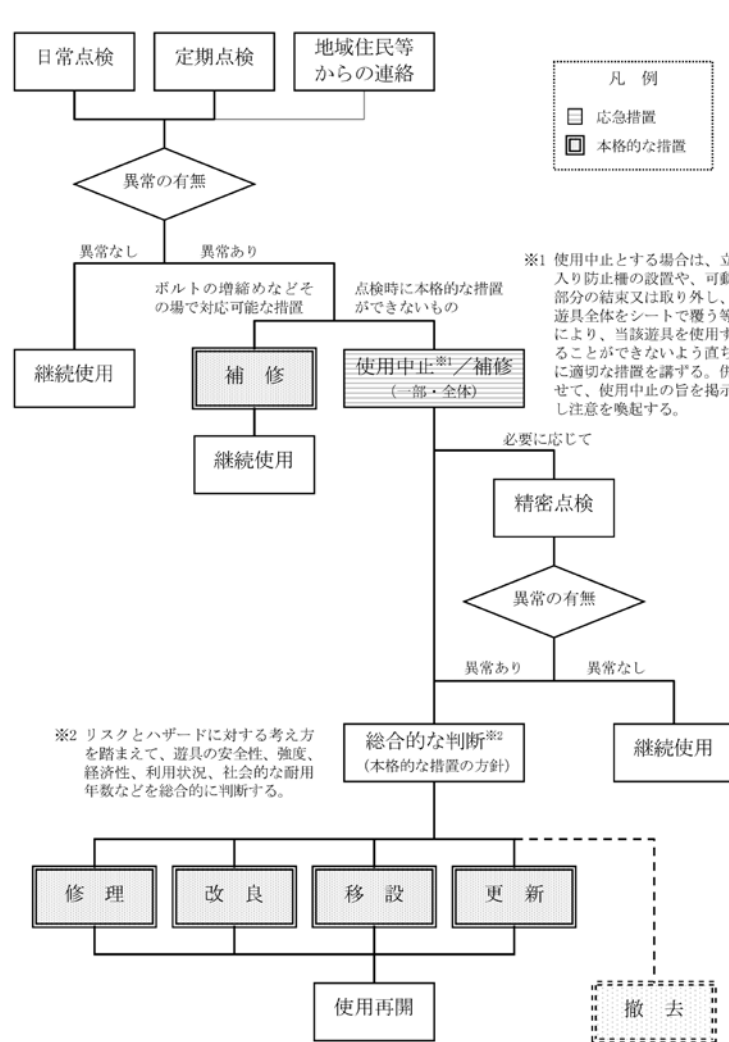 日常点検
定期点検
地域住民等
からの連絡
凡 例
応急措置
本格的な措置
異常の有無
異常なし
異常あり
ボルトの増締めなどそ
の場で対応可能な措置
点検時に本格的な措置
ができないもの
※1 使用中止とする場合は、立
入り防止柵の設置や、可動
部分の結束又は取り外し、
遊具全体をシートで覆う等
により、当該遊具を使用す
ることができないよう直ち
に適切な措置を講ずる。併
せて、使用中止の旨を掲示
し注意を喚起する。
継続使用
補 修
使用中止※1／補修
（一部・全体）
継続使用
必要に応じて
精密点検
異常の有無
異常あり
異常なし
※2 リスクとハザードに対する考え方
を踏まえて、遊具の安全性、強度、
経済性、利用状況、社会的な耐用
年数などを総合的に判断する。
総合的な判断※2
（本格的な措置の方針）
継続使用
修 理
改 良
移 設
更 新
使用再開
撤 去